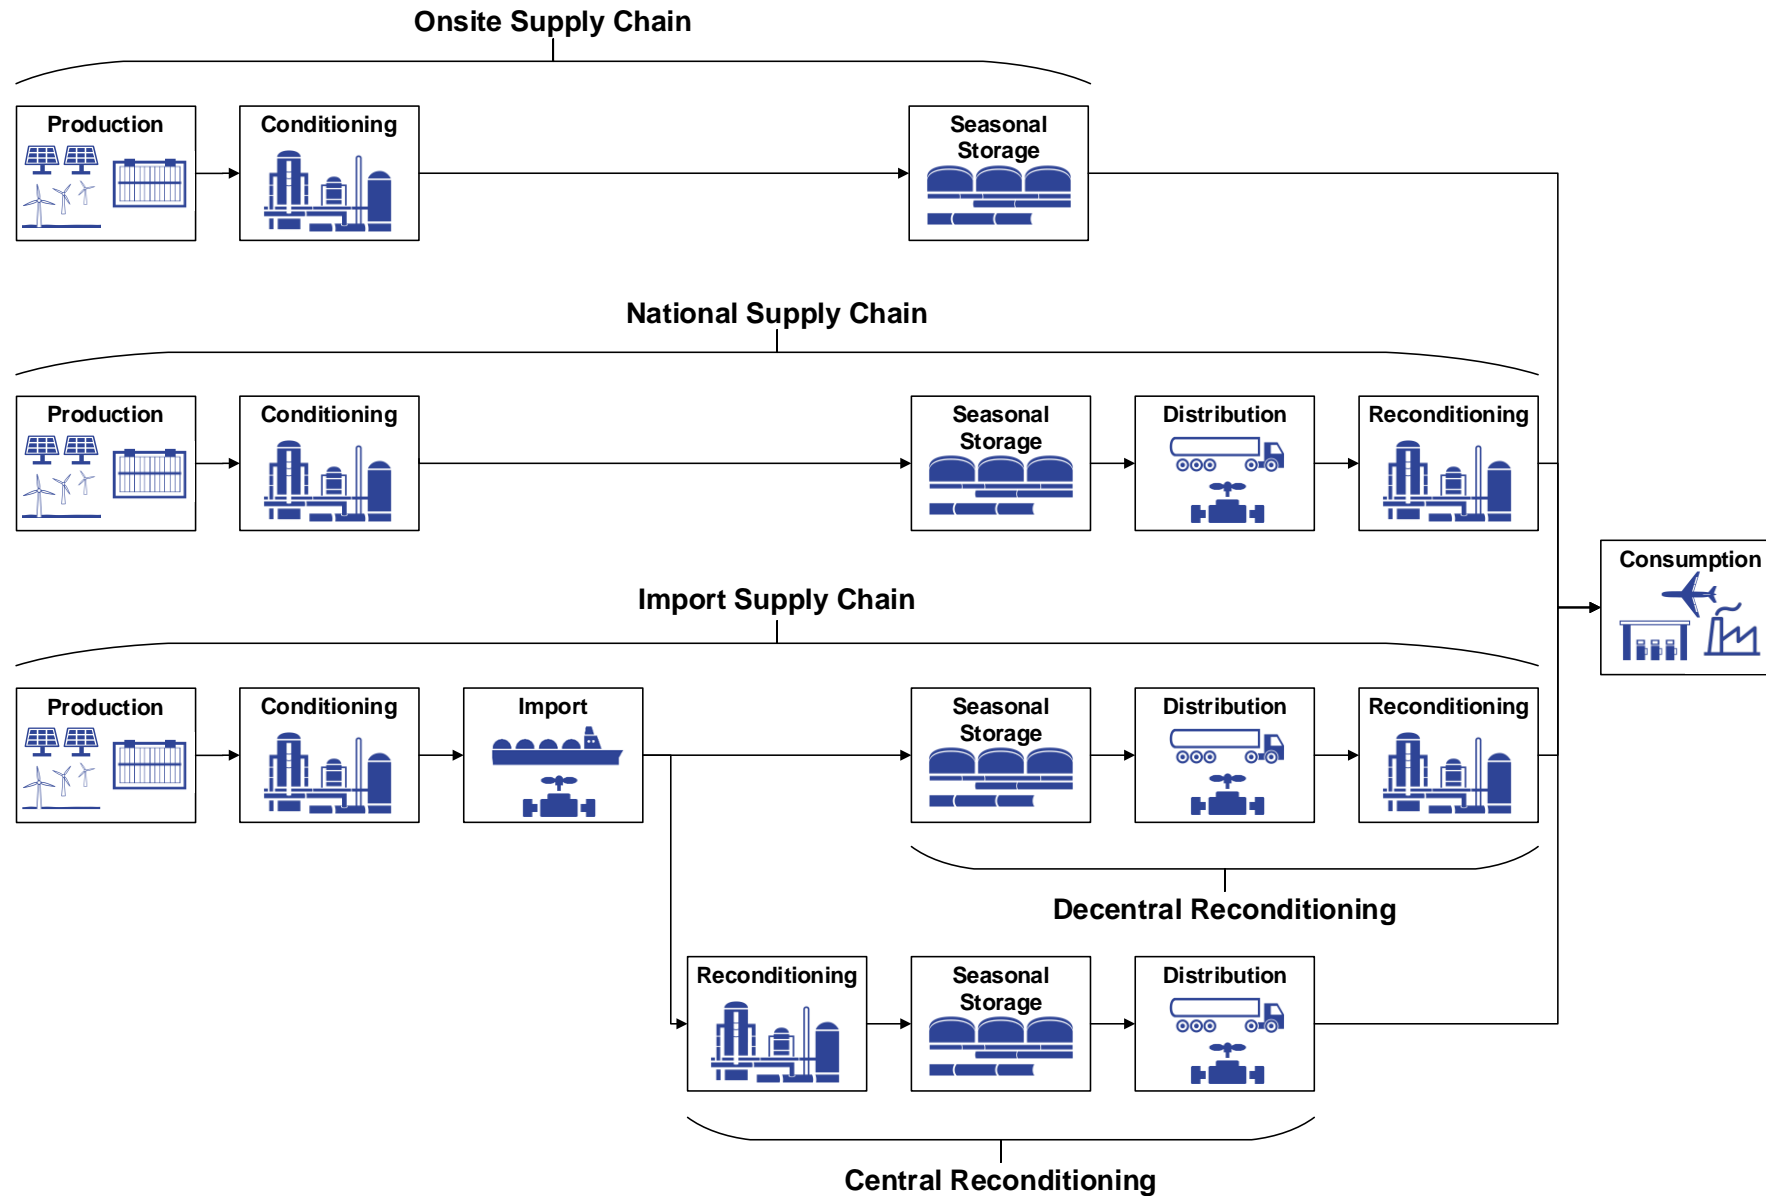 Onsite Supply Chain
Production
Conditioning
Seasonal
Storage
National Supply Chain
Production
Conditioning
Seasonal
Storage
Distribution
Reconditioning
Consumption
Import Supply Chain
Production
Conditioning
Import
Seasonal
Storage
Distribution
Reconditioning
Decentral Reconditioning
Reconditioning
Seasonal
Storage
Distribution
Central Reconditioning